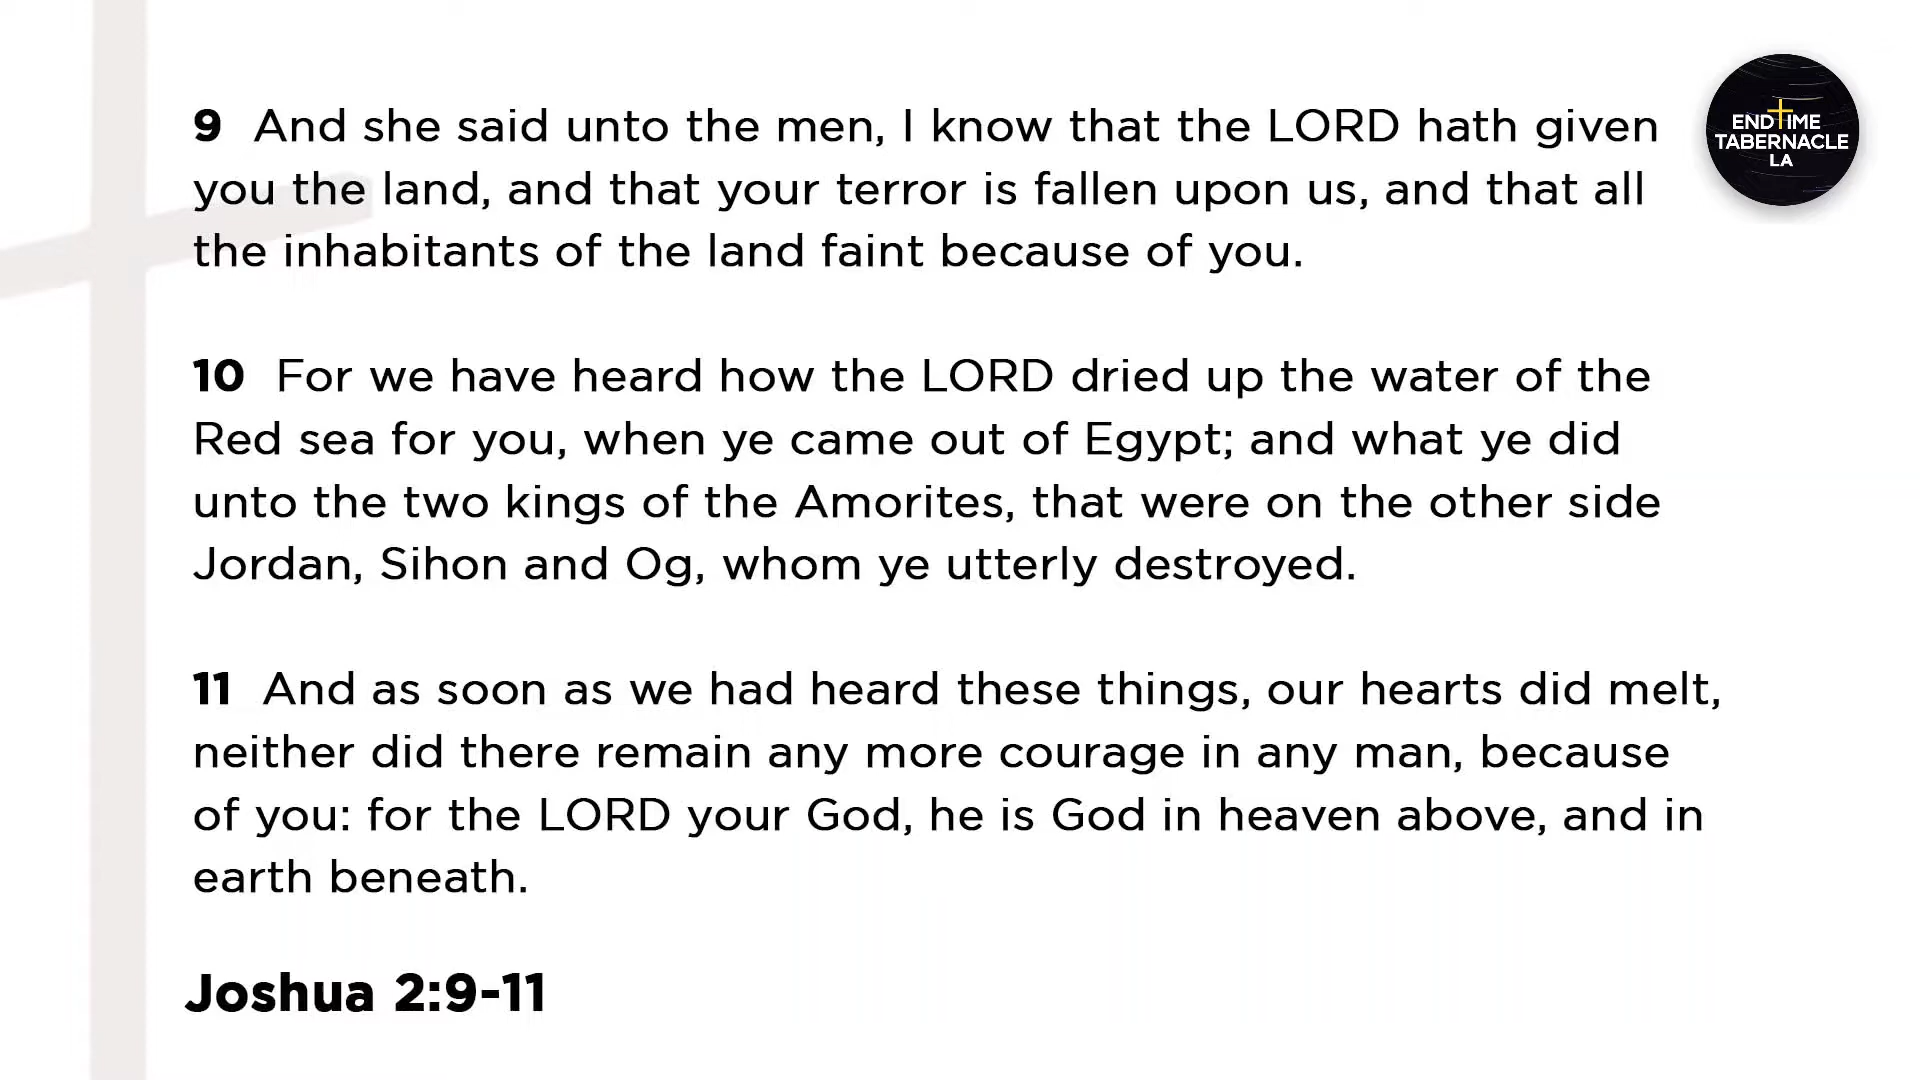 9 And she said unto the men, I know that the LORD hath given
you the land, and that your terror is fallen upon us, and that all
the inhabitants of the land faint because of you.
10 For we have heard how the LORD dried up the water of the
Red sea for you, when ye came out of Egypt; and what ye did
unto the two kings of the Amorites, that were on the other side
Jordan, Sihon and Og, whom ye utterly destroyed.
11 And as soon as we had heard these things, our hearts did melt,
neither did there remain any more courage in any man, because
of you: for the LORD your God, he is God in heaven above, and in
earth beneath.
Joshua 2:9-11
END TIME
TABERNACLE
LA